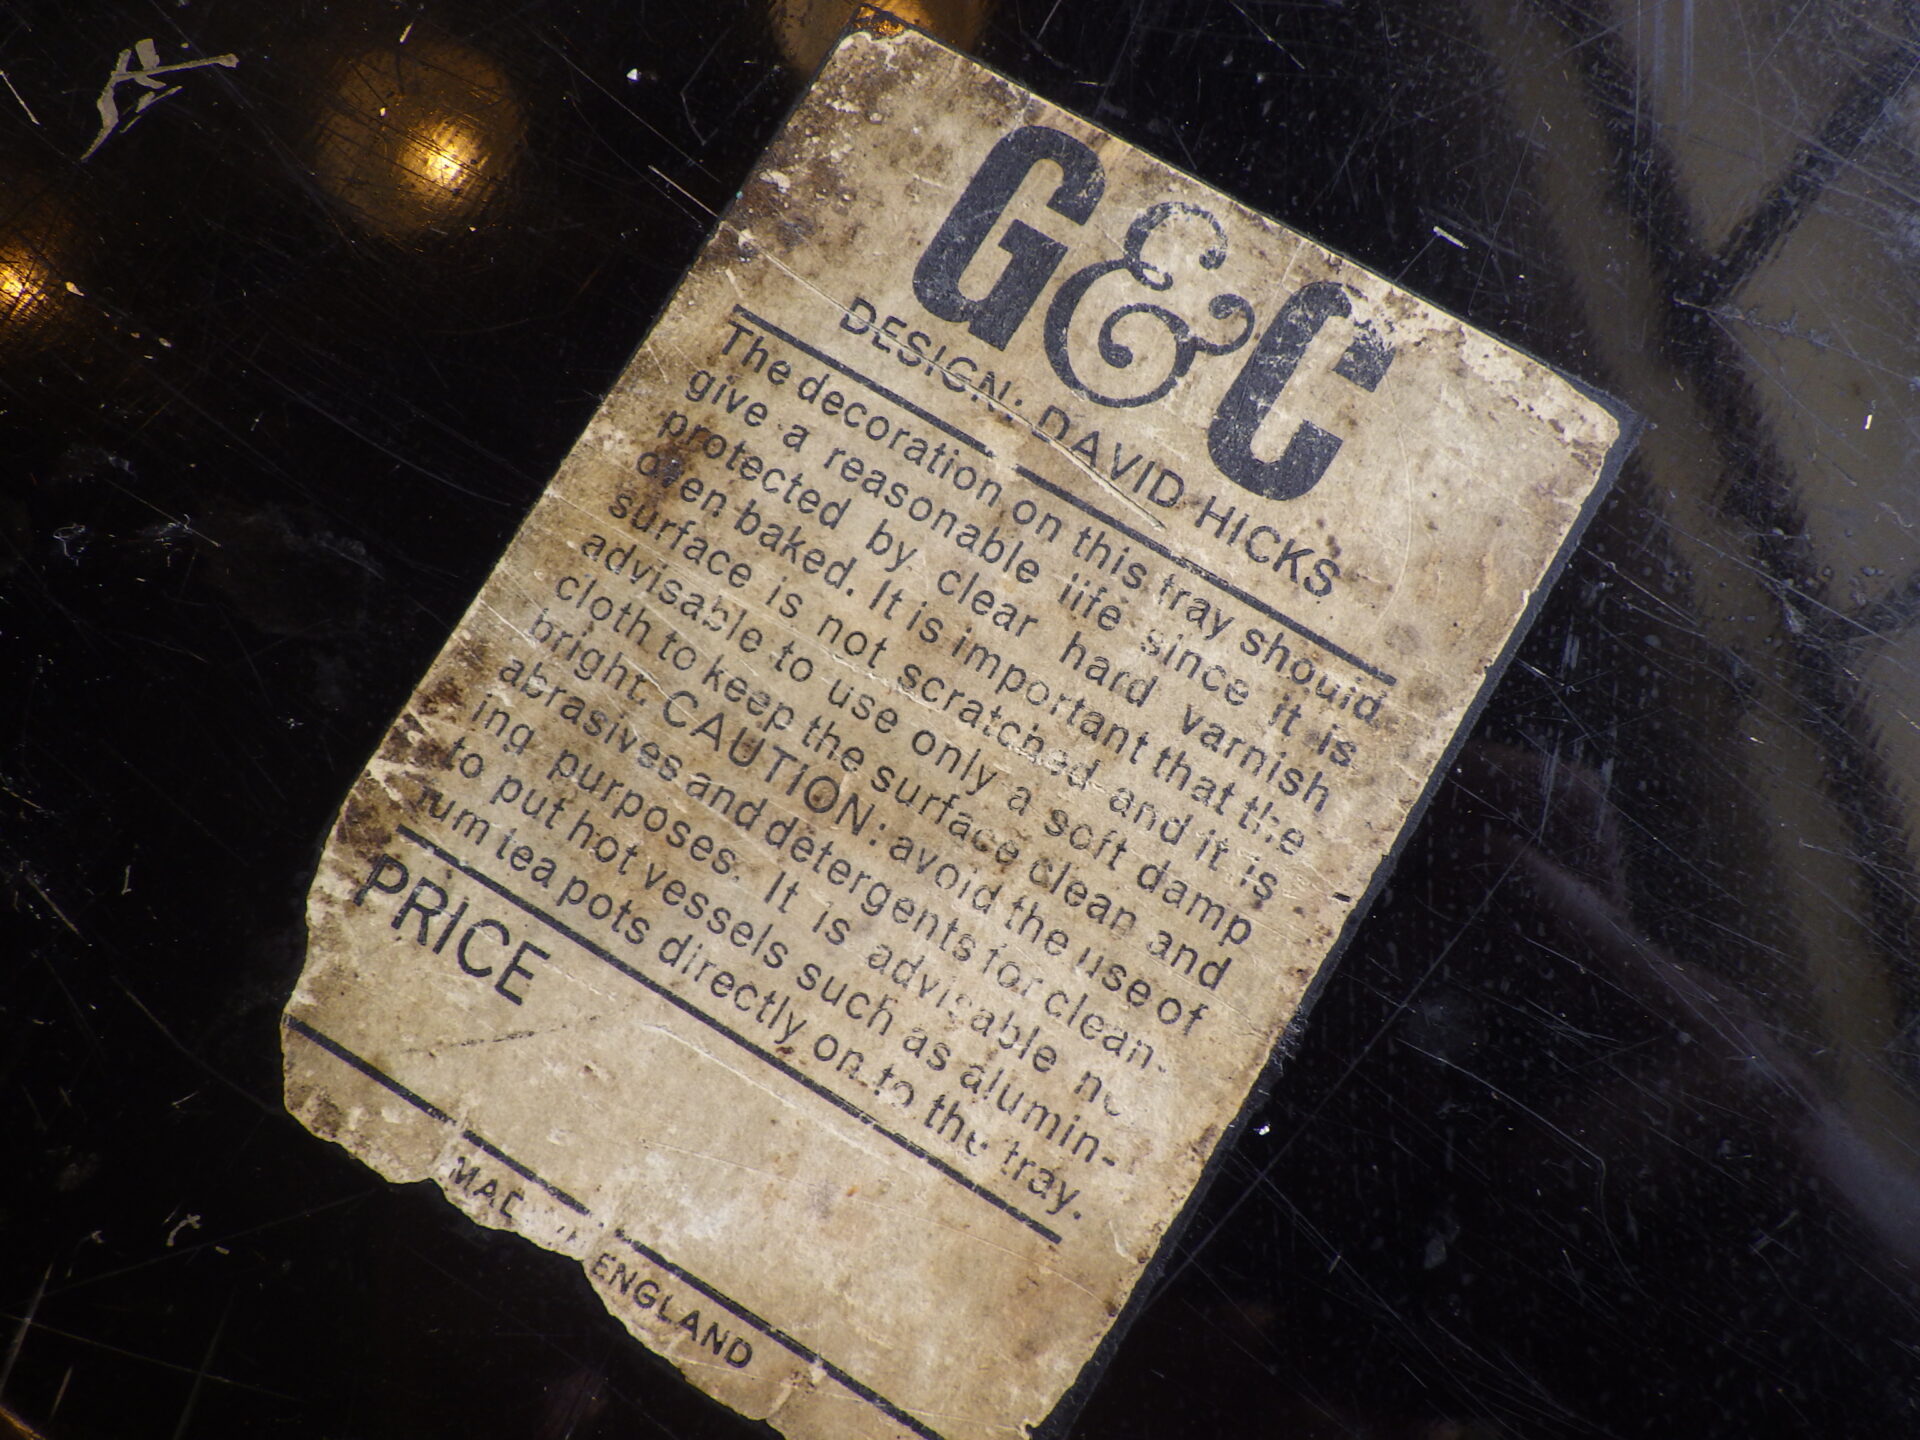 G&C
DESIGN: DAVID HICKS
The decoration on this tray should
give a reasonable life since it is
protected by clear hard varnish
oven baked. It is important that the
surface is not scratched and it is
advisable to use only a soft damp
cloth to keep the surface clean and
bright. CAUTION: avoid the use of
abrasives and detergents for clean-
ing purposes. It is advisable not
to put hot vessels such as alumin-
ium tea pots directly on to the tray.
PRICE
MADE IN ENGLAND